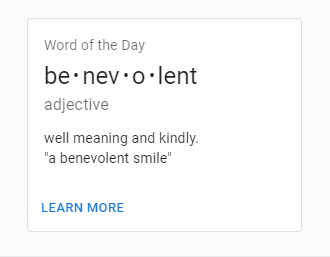 Word of the Day
be•nev•o•lent
adjective
well meaning and kindly.
"a benevolent smile"
LEARN MORE